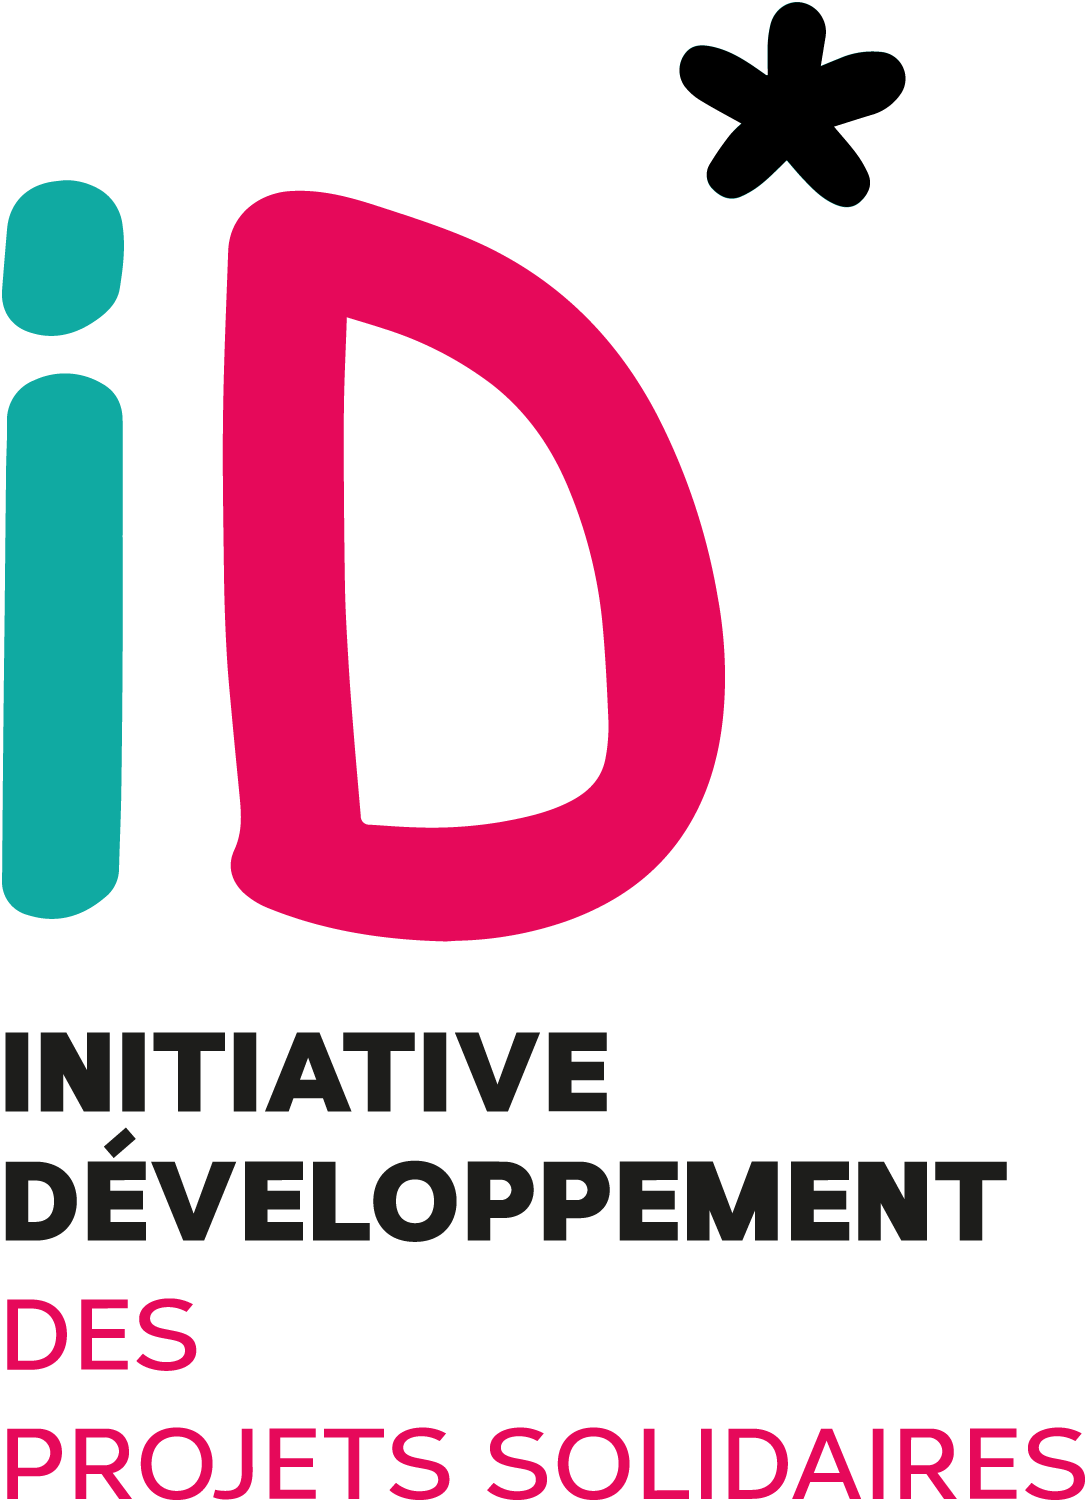 iD*
INITIATIVE
DÉVELOPPEMENT
DES
PROJETS SOLIDAIRES